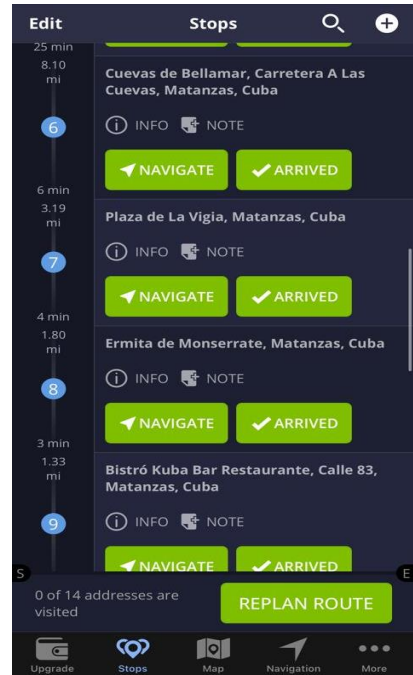 Edit Stops
25 min
8.10
mi
Cuevas de Bellamar, Carretera A Las
Cuevas, Matanzas, Cuba
6
i INFO NOTE
NAVIGATE ARRIVED
6 min
3.19
mi
Plaza de La Vigia, Matanzas, Cuba
7
i INFO NOTE
NAVIGATE ARRIVED
4 min
1.80
mi
Ermita de Monserrate, Matanzas, Cuba
8
i INFO NOTE
NAVIGATE ARRIVED
3 min
1.33
mi
Bistró Kuba Bar Restaurante, Calle 83,
Matanzas, Cuba
9
i INFO NOTE
NAVIGATE ARRIVED
S E
0 of 14 addresses are
visited
REPLAN ROUTE
Upgrade Stops Map Navigation More